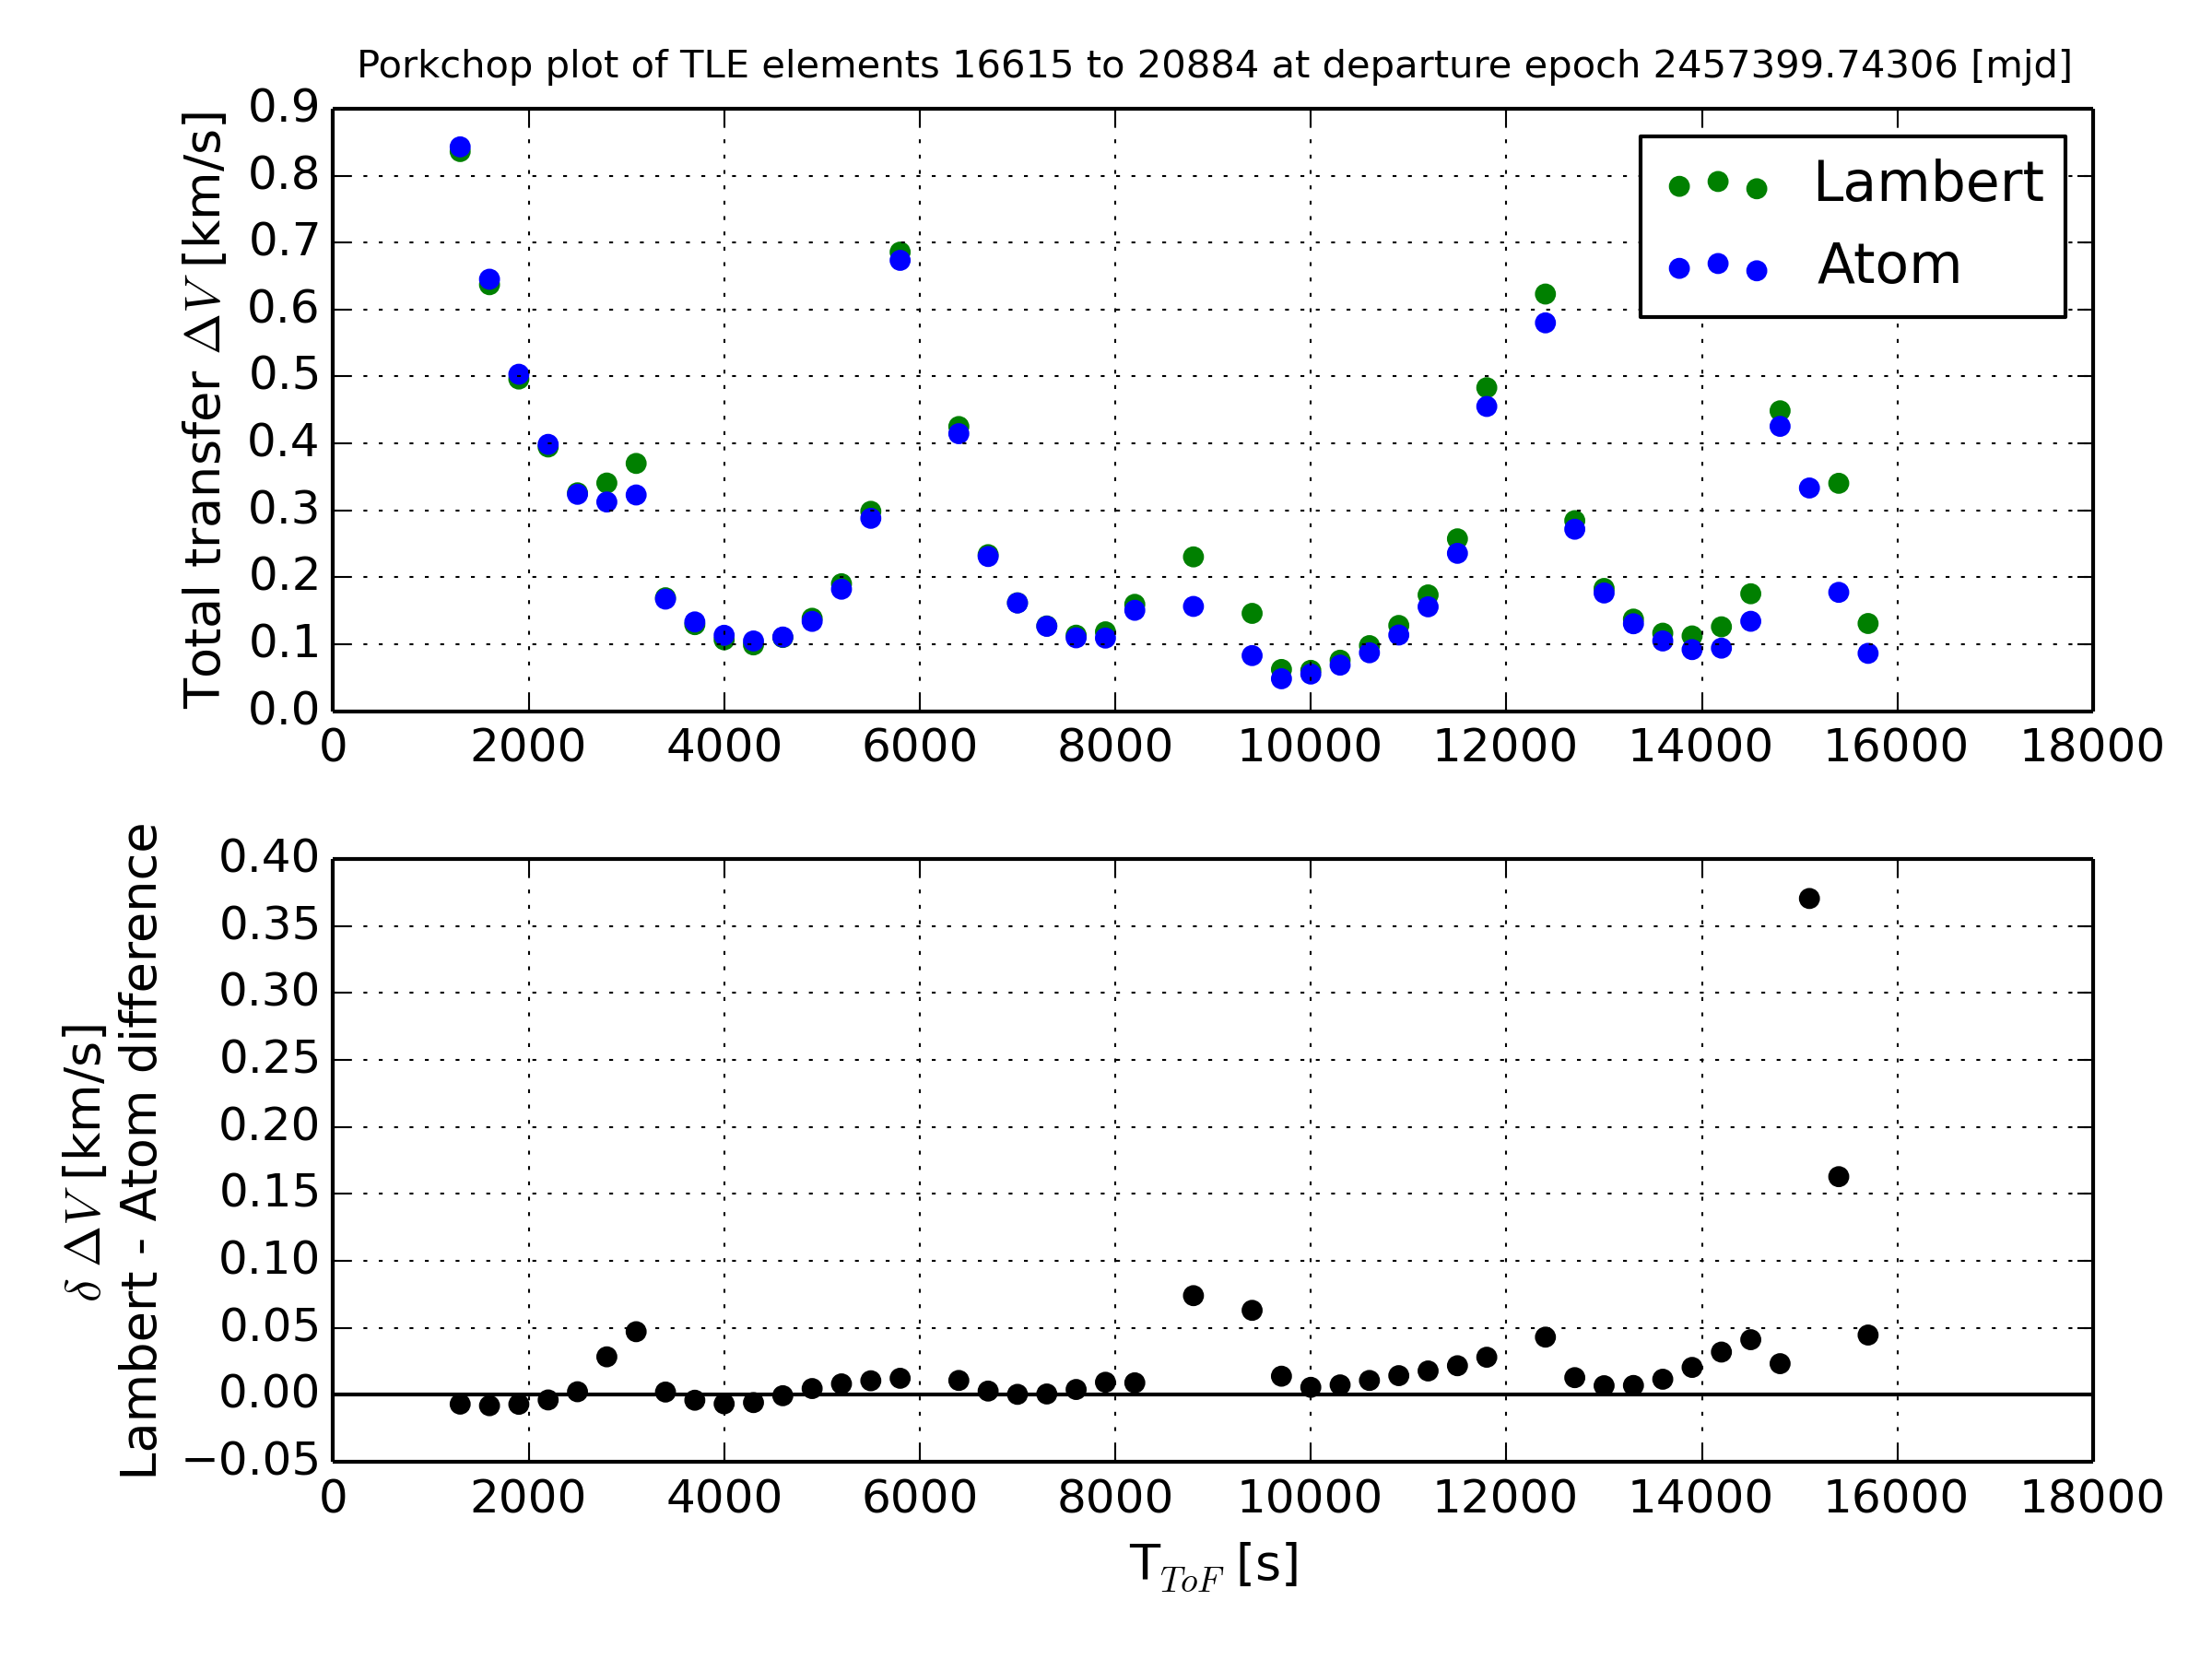 Porkchop plot of TLE elements 16615 to 20884 at departure epoch 2457399.74306 [mjd]
Total transfer ΔV [km/s]
0.9
0.8
0.7
0.6
0.5
0.4
0.3
0.2
0.1
0.0
Lambert
Atom
0 2000 4000 6000 8000 10000 12000 14000 16000 18000
δ ΔV [km/s]
Lambert - Atom difference
0.40
0.35
0.30
0.25
0.20
0.15
0.10
0.05
0.00
−0.05
0 2000 4000 6000 8000 10000 12000 14000 16000 18000
T_{ToF} [s]